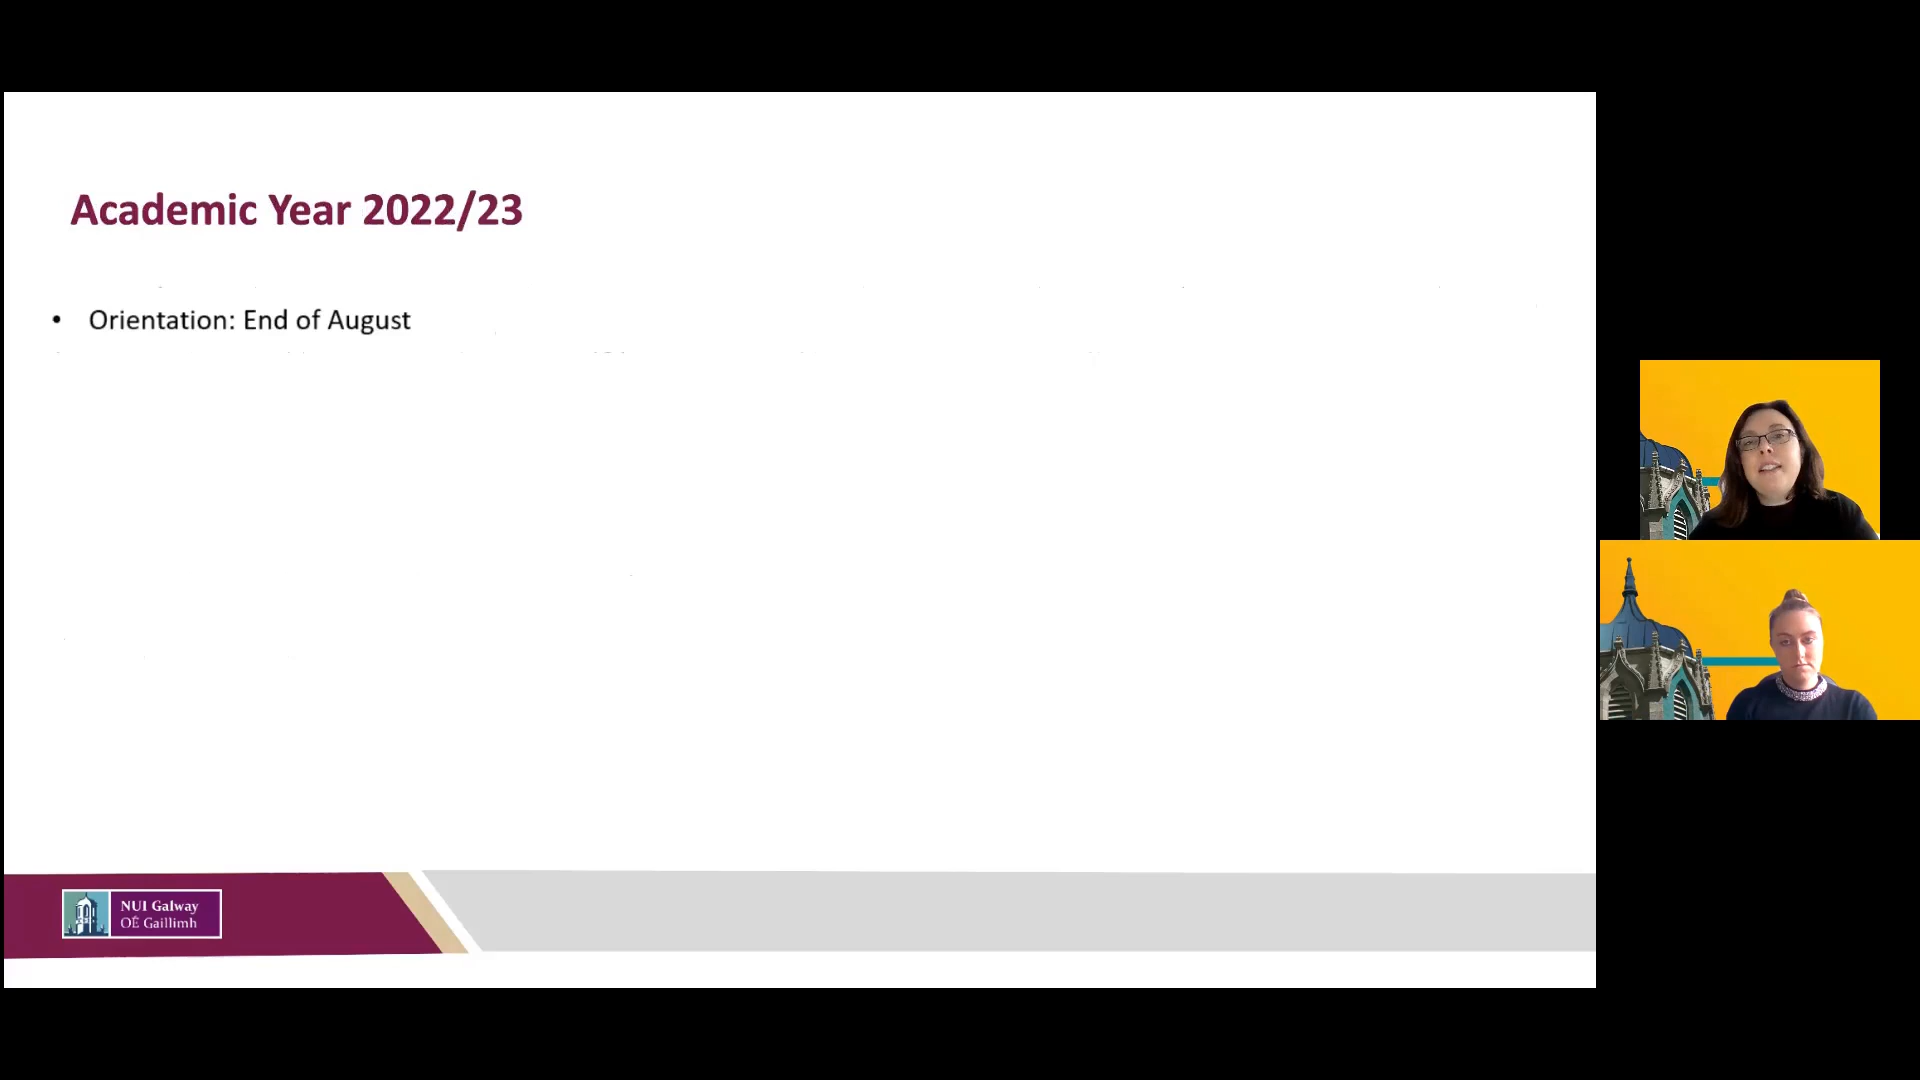 Academic Year 2022/23
• Orientation: End of August
NUI Galway
OÉ Gaillimh